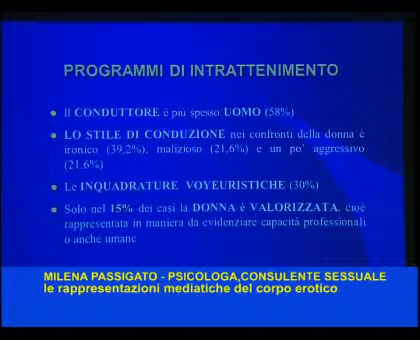 PROGRAMMI DI INTRATTENIMENTO
Il CONDUTTORE è più spesso UOMO (58%)
LO STILE DI CONDUZIONE nei confronti della donna è
ironico (39,2%), malizioso (21,6%) e un po' aggressivo
(21,6%)
Le INQUADRATURE VOYEURISTICHE (30%)
Solo nel 15% dei casi la DONNA è VALORIZZATA, cioè
rappresentata in maniera da evidenziare capacità professionali
o anche umane
MILENA PASSIGATO - PSICOLOGA,CONSULENTE SESSUALE
le rappresentazioni mediatiche del corpo erotico